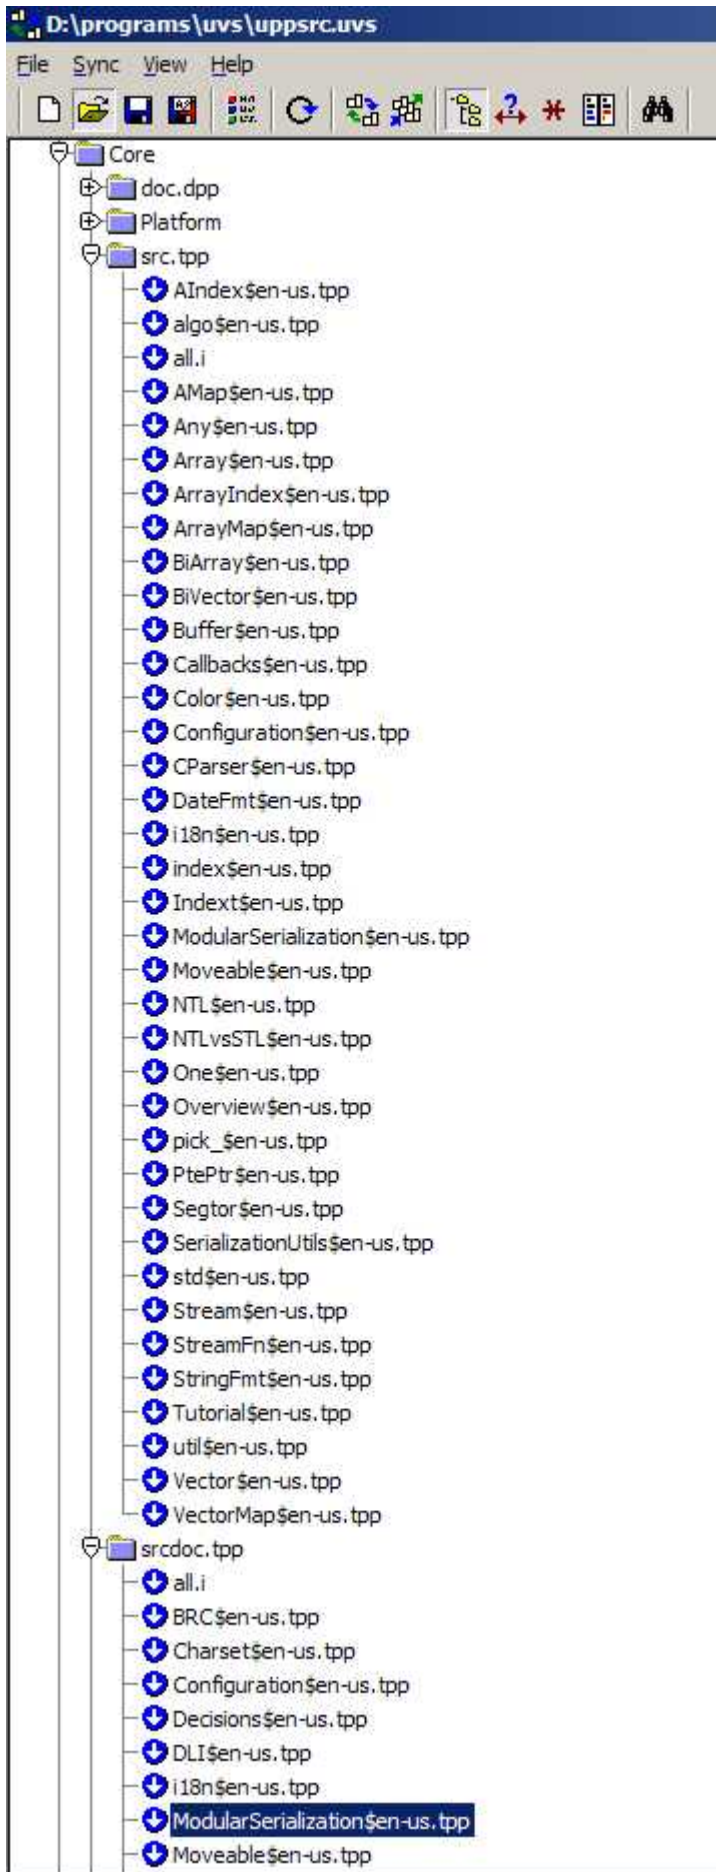 D:\programs\uvs\uppsrc.uvs
File Sync View Help
Core
doc.dpp
Platform
src.tpp
AIndex$en-us.tpp
algo$en-us.tpp
all.i
AMap$en-us.tpp
Any$en-us.tpp
Array$en-us.tpp
ArrayIndex$en-us.tpp
ArrayMap$en-us.tpp
BiArray$en-us.tpp
BiVector$en-us.tpp
Buffer$en-us.tpp
Callbacks$en-us.tpp
Color$en-us.tpp
Configuration$en-us.tpp
CParser$en-us.tpp
DateFmt$en-us.tpp
i18n$en-us.tpp
index$en-us.tpp
Indext$en-us.tpp
ModularSerialization$en-us.tpp
Moveable$en-us.tpp
NTL$en-us.tpp
NTLvsSTL$en-us.tpp
One$en-us.tpp
Overview$en-us.tpp
pick_$en-us.tpp
PtePtr$en-us.tpp
Segtor$en-us.tpp
SerializationUtils$en-us.tpp
std$en-us.tpp
Stream$en-us.tpp
StreamFn$en-us.tpp
StringFmt$en-us.tpp
Tutorial$en-us.tpp
util$en-us.tpp
Vector$en-us.tpp
VectorMap$en-us.tpp
srcdoc.tpp
all.i
BRC$en-us.tpp
Charset$en-us.tpp
Configuration$en-us.tpp
Decisions$en-us.tpp
DLI$en-us.tpp
i18n$en-us.tpp
ModularSerialization$en-us.tpp
Moveable$en-us.tpp